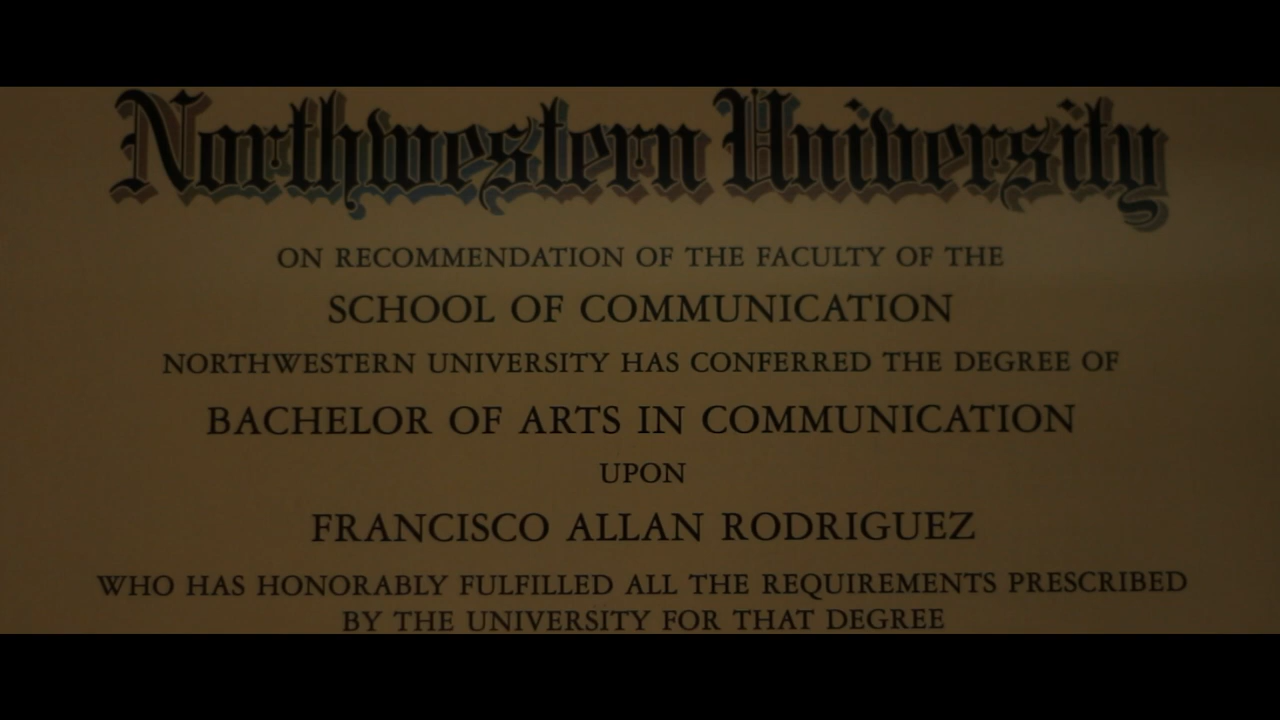 Northwestern University
ON RECOMMENDATION OF THE FACULTY OF THE
SCHOOL OF COMMUNICATION
NORTHWESTERN UNIVERSITY HAS CONFERRED THE DEGREE OF
BACHELOR OF ARTS IN COMMUNICATION
UPON
FRANCISCO ALLAN RODRIGUEZ
WHO HAS HONORABLY FULFILLED ALL THE REQUIREMENTS PRESCRIBED
BY THE UNIVERSITY FOR THAT DEGREE